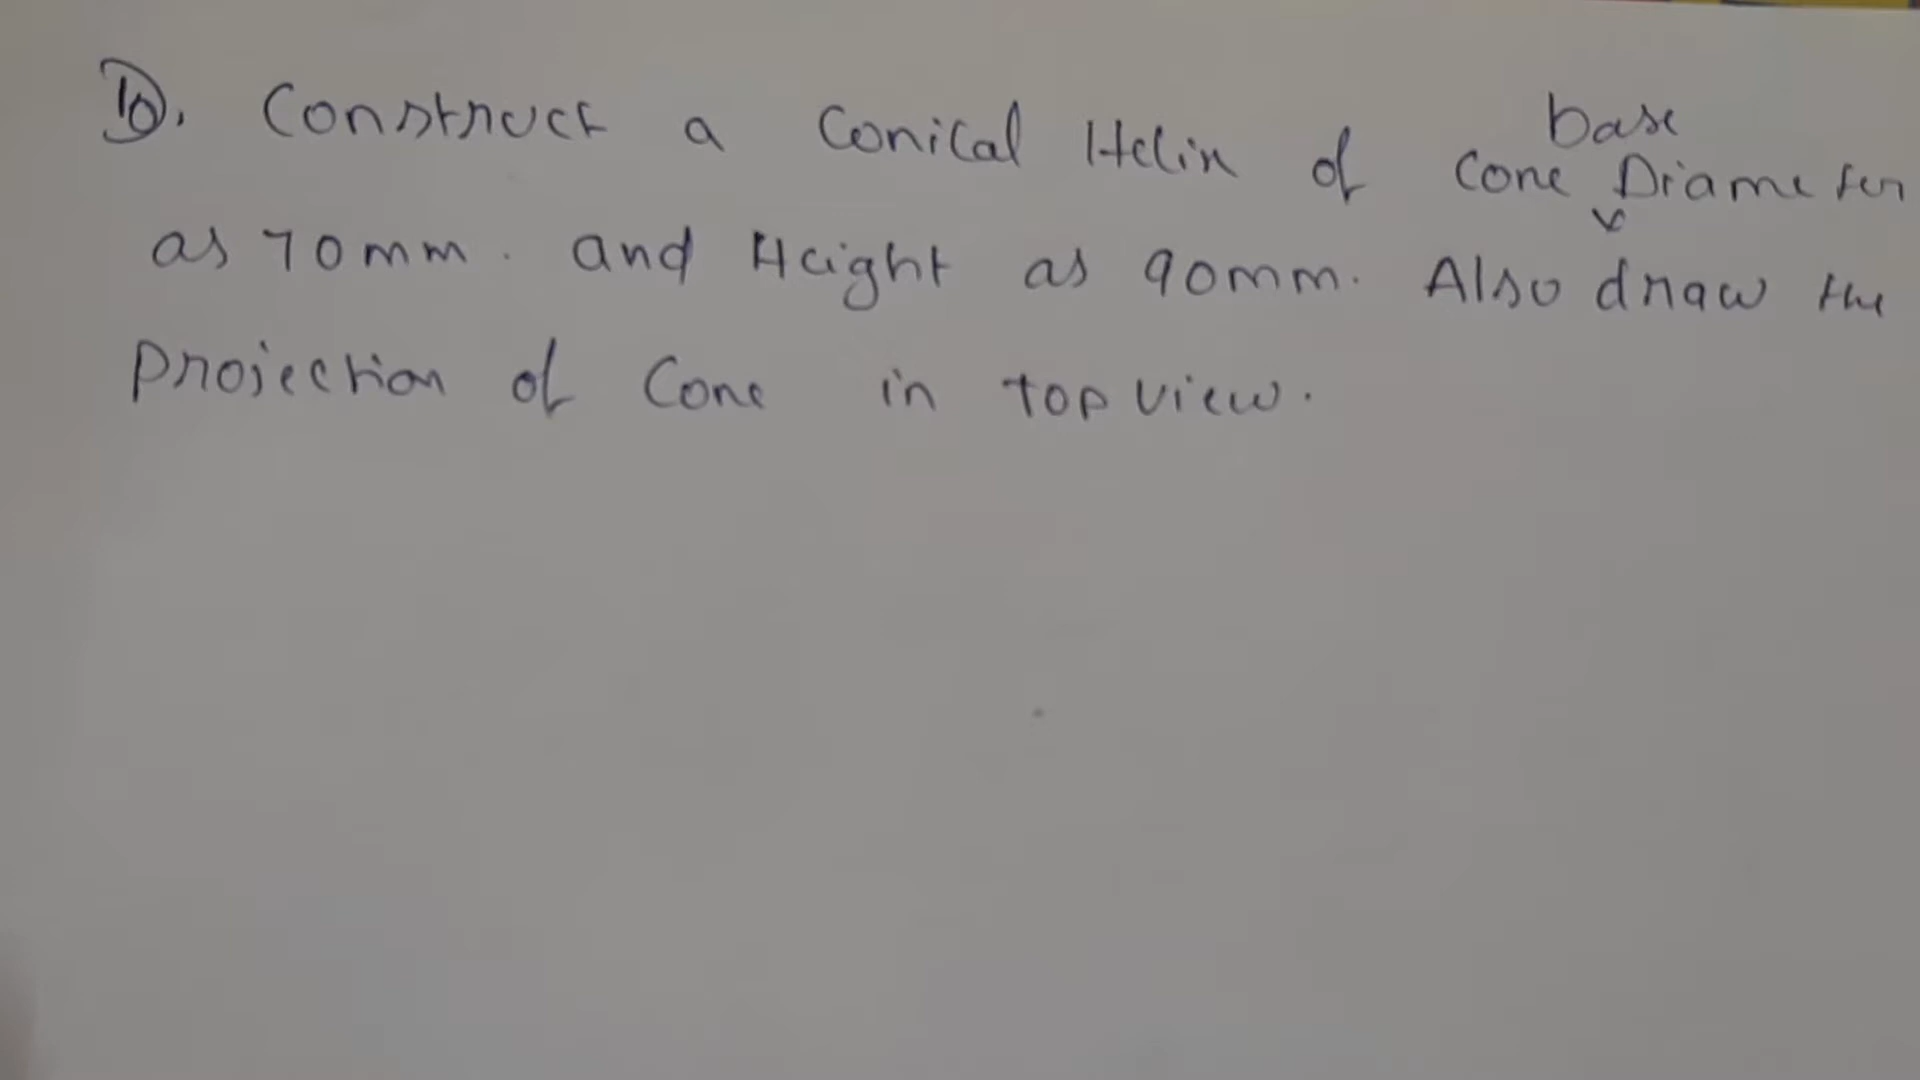 10. Construct a Conical Helix of Cone base Diameter
as 70mm. and Height as 90mm. Also draw the
Projection of Cone in top view.